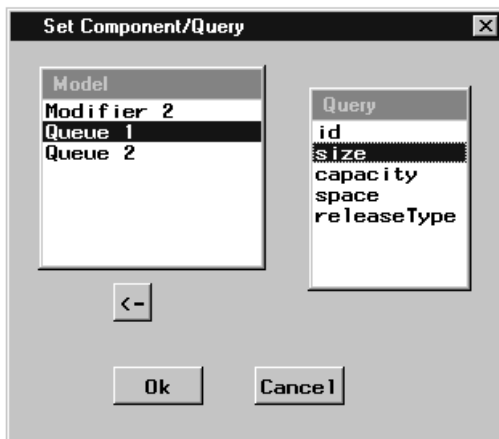 Set Component/Query
Model
Modifier 2
Queue 1
Queue 2
Query
id
size
capacity
space
releaseType
<-
Ok
Cancel